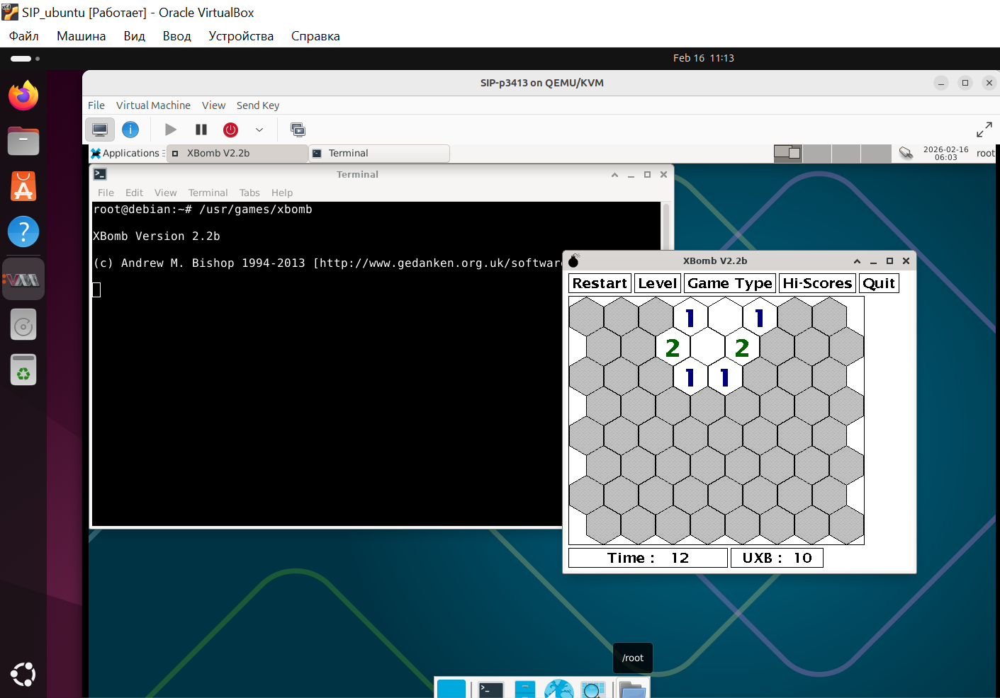 SIP_ubuntu [Работает] - Oracle VirtualBox
Файл Машина Вид Ввод Устройства Справка
Feb 16 11:13
SIP-p3413 on QEMU/KVM
File Virtual Machine View Send Key
Applications XBomb V2.2b Terminal 2026-02-16 06:03 root
Terminal
File Edit View Terminal Tabs Help
root@debian:~# /usr/games/xbomb
XBomb Version 2.2b
(c) Andrew M. Bishop 1994-2013 [http://www.gedanken.org.uk/software
XBomb V2.2b
Restart Level Game Type Hi-Scores Quit
1 1
2 2
1 1
Time : 12 UXB : 10
/root